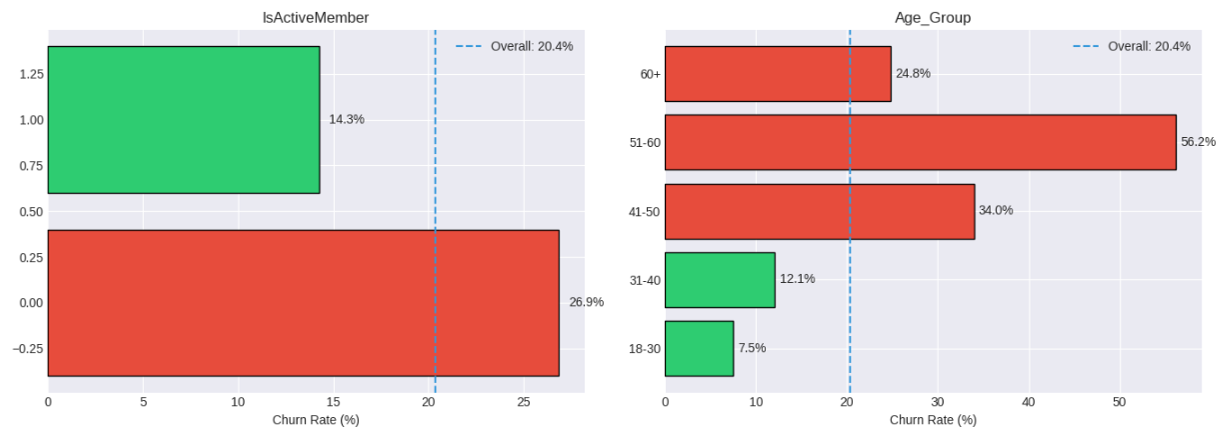 IsActiveMember
Overall: 20.4%
1.25
1.00
14.3%
0.75
0.50
0.25
0.00
26.9%
−0.25
0 5 10 15 20 25
Churn Rate (%)
Age_Group
Overall: 20.4%
60+
24.8%
51-60
56.2%
41-50
34.0%
31-40
12.1%
18-30
7.5%
0 10 20 30 40 50
Churn Rate (%)